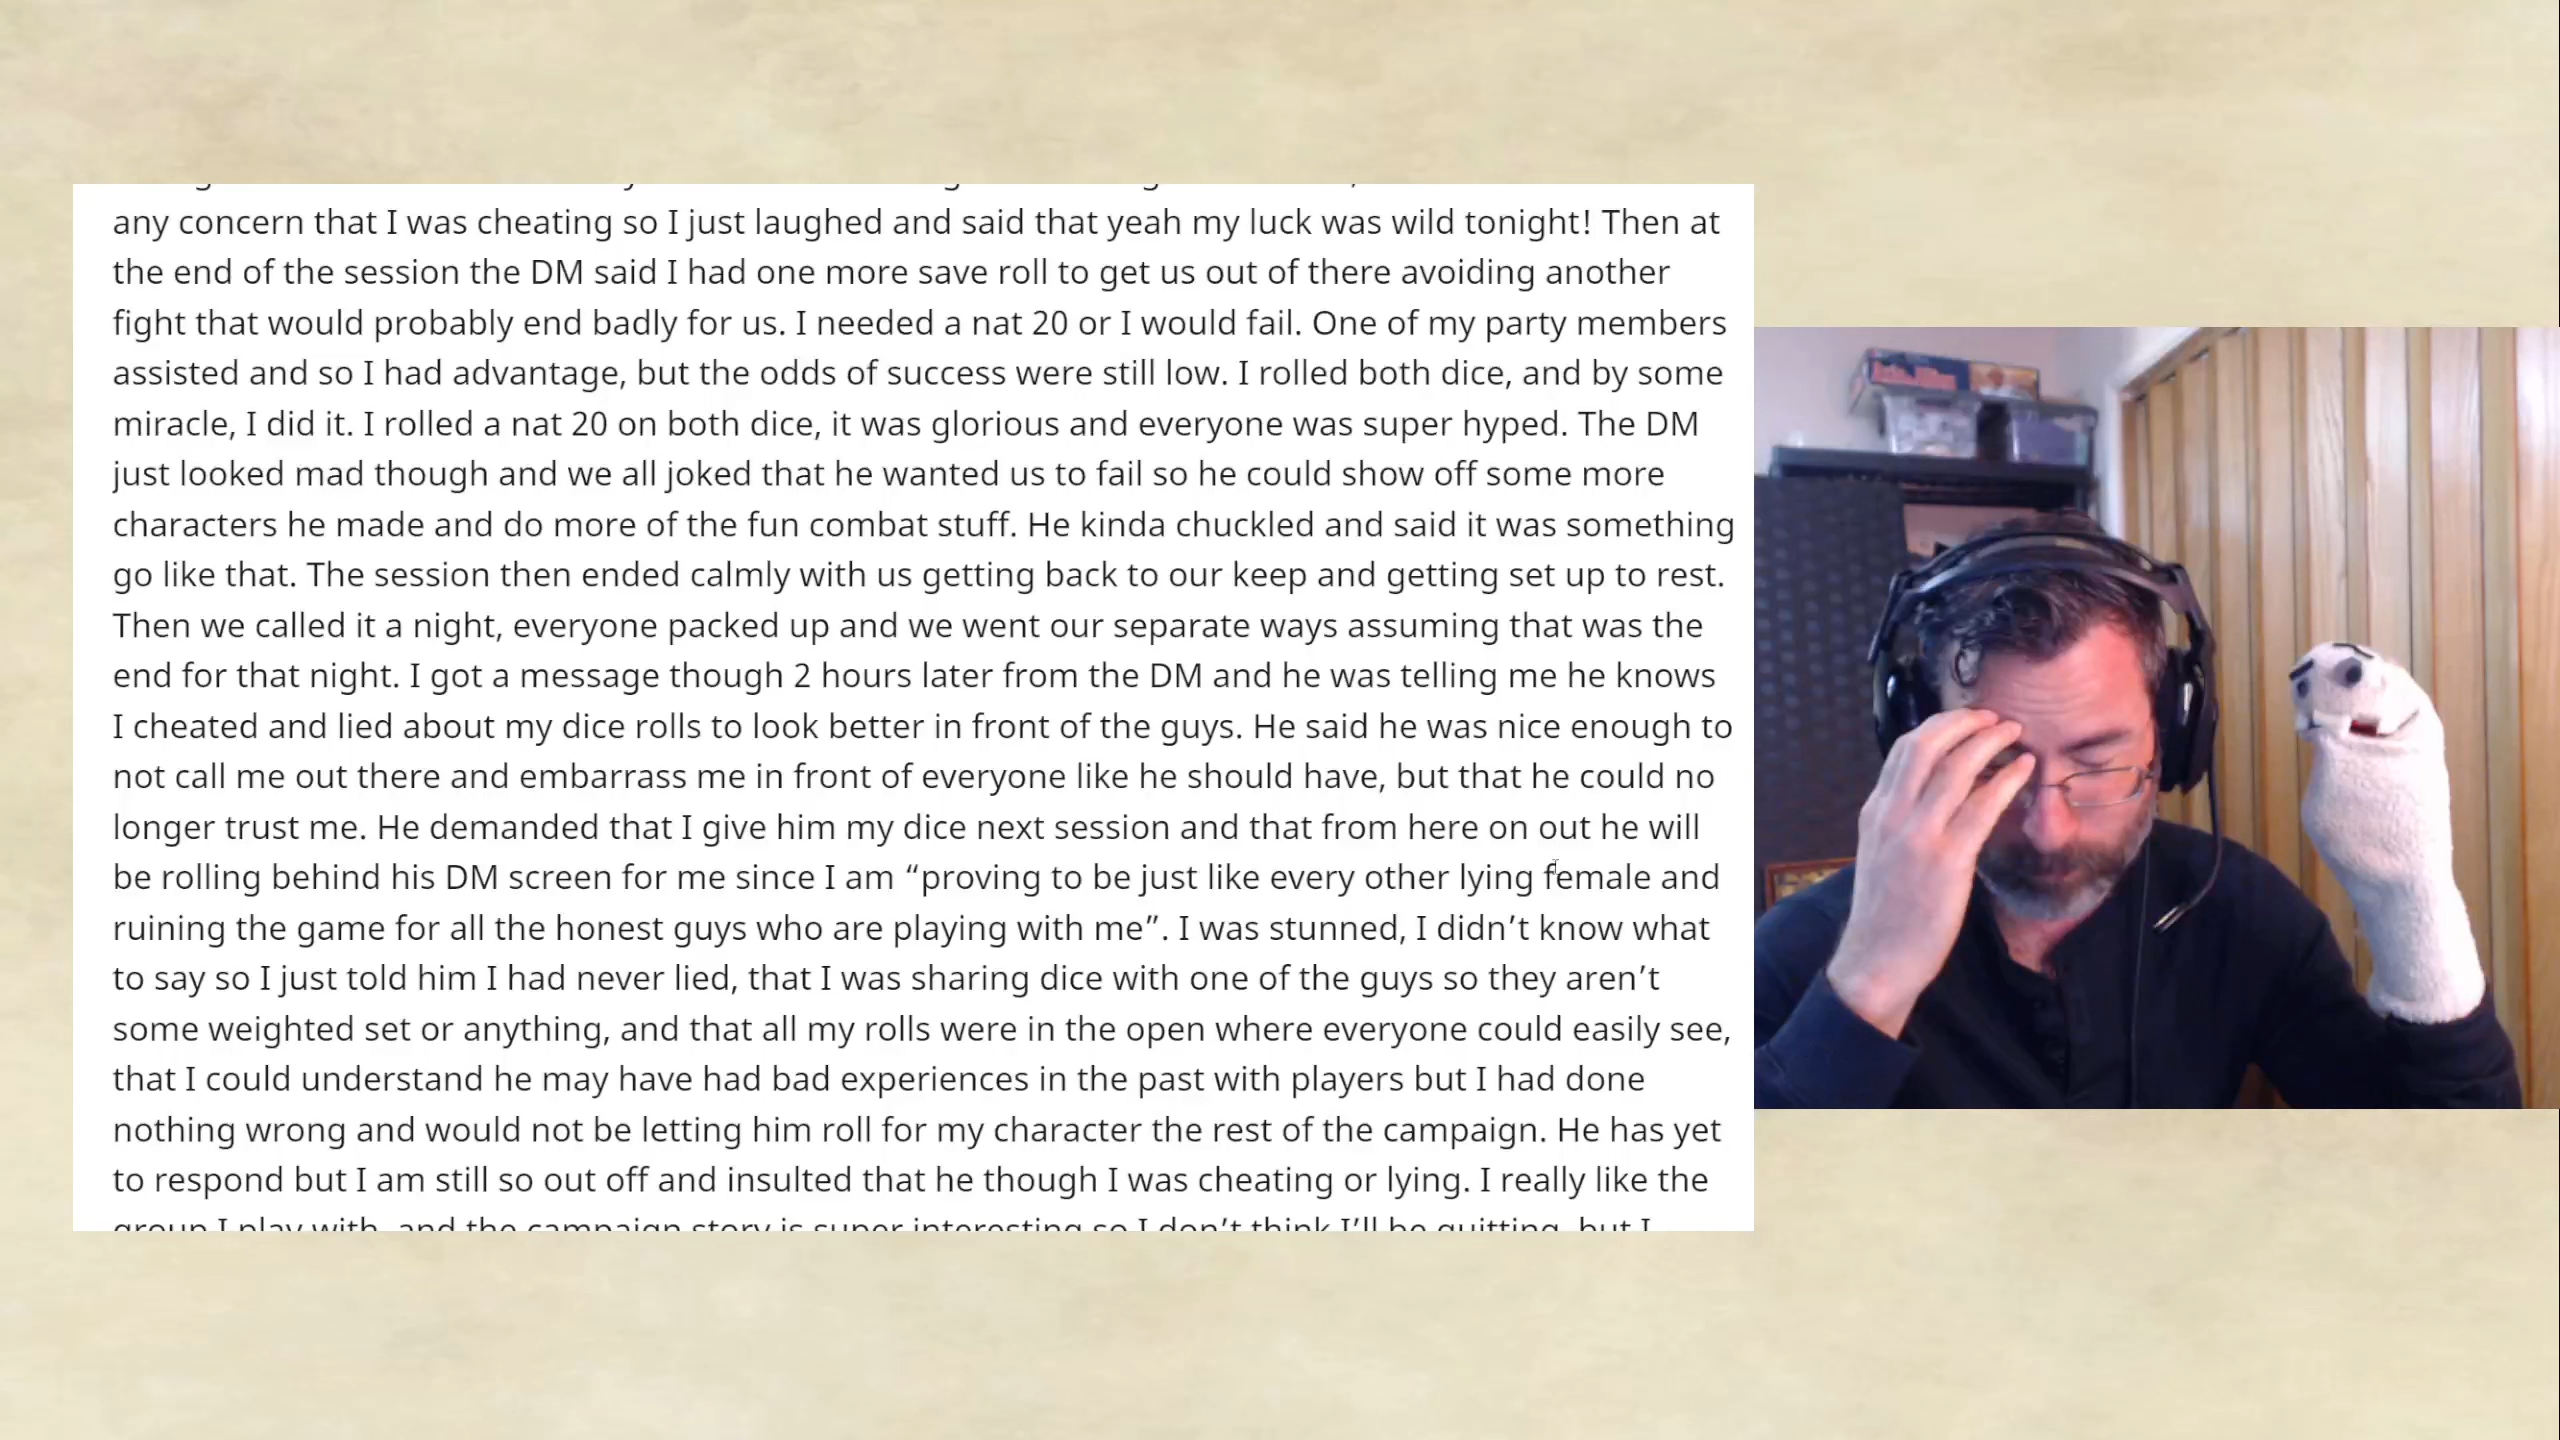 any concern that I was cheating so I just laughed and said that yeah my luck was wild tonight! Then at
the end of the session the DM said I had one more save roll to get us out of there avoiding another
fight that would probably end badly for us. I needed a nat 20 or I would fail. One of my party members
assisted and so I had advantage, but the odds of success were still low. I rolled both dice, and by some
miracle, I did it. I rolled a nat 20 on both dice, it was glorious and everyone was super hyped. The DM
just looked mad though and we all joked that he wanted us to fail so he could show off some more
characters he made and do more of the fun combat stuff. He kinda chuckled and said it was something
go like that. The session then ended calmly with us getting back to our keep and getting set up to rest.
Then we called it a night, everyone packed up and we went our separate ways assuming that was the
end for that night. I got a message though 2 hours later from the DM and he was telling me he knows
I cheated and lied about my dice rolls to look better in front of the guys. He said he was nice enough to
not call me out there and embarrass me in front of everyone like he should have, but that he could no
longer trust me. He demanded that I give him my dice next session and that from here on out he will
be rolling behind his DM screen for me since I am “proving to be just like every other lying female and
ruining the game for all the honest guys who are playing with me”. I was stunned, I didn’t know what
to say so I just told him I had never lied, that I was sharing dice with one of the guys so they aren’t
some weighted set or anything, and that all my rolls were in the open where everyone could easily see,
that I could understand he may have had bad experiences in the past with players but I had done
nothing wrong and would not be letting him roll for my character the rest of the campaign. He has yet
to respond but I am still so out off and insulted that he though I was cheating or lying. I really like the
group I play with, and the campaign story is super interesting so I don’t think I’ll be quitting, but I